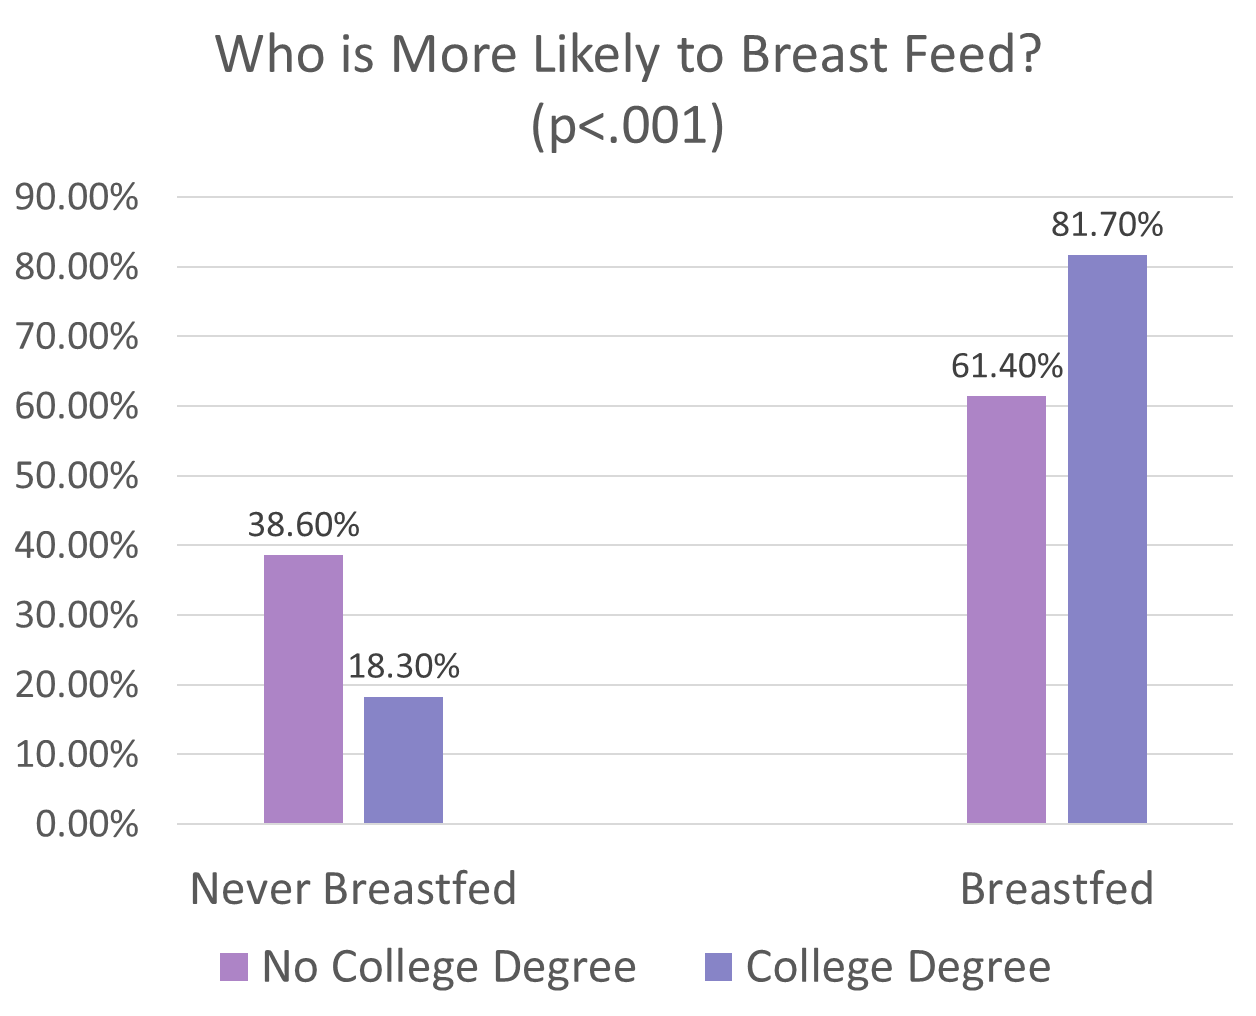 Who is More Likely to Breast Feed?
(p<.001)
90.00%
80.00%
70.00%
60.00%
50.00%
40.00%
30.00%
20.00%
10.00%
0.00%
38.60%
18.30%
61.40%
81.70%
Never Breastfed
Breastfed
No College Degree
College Degree